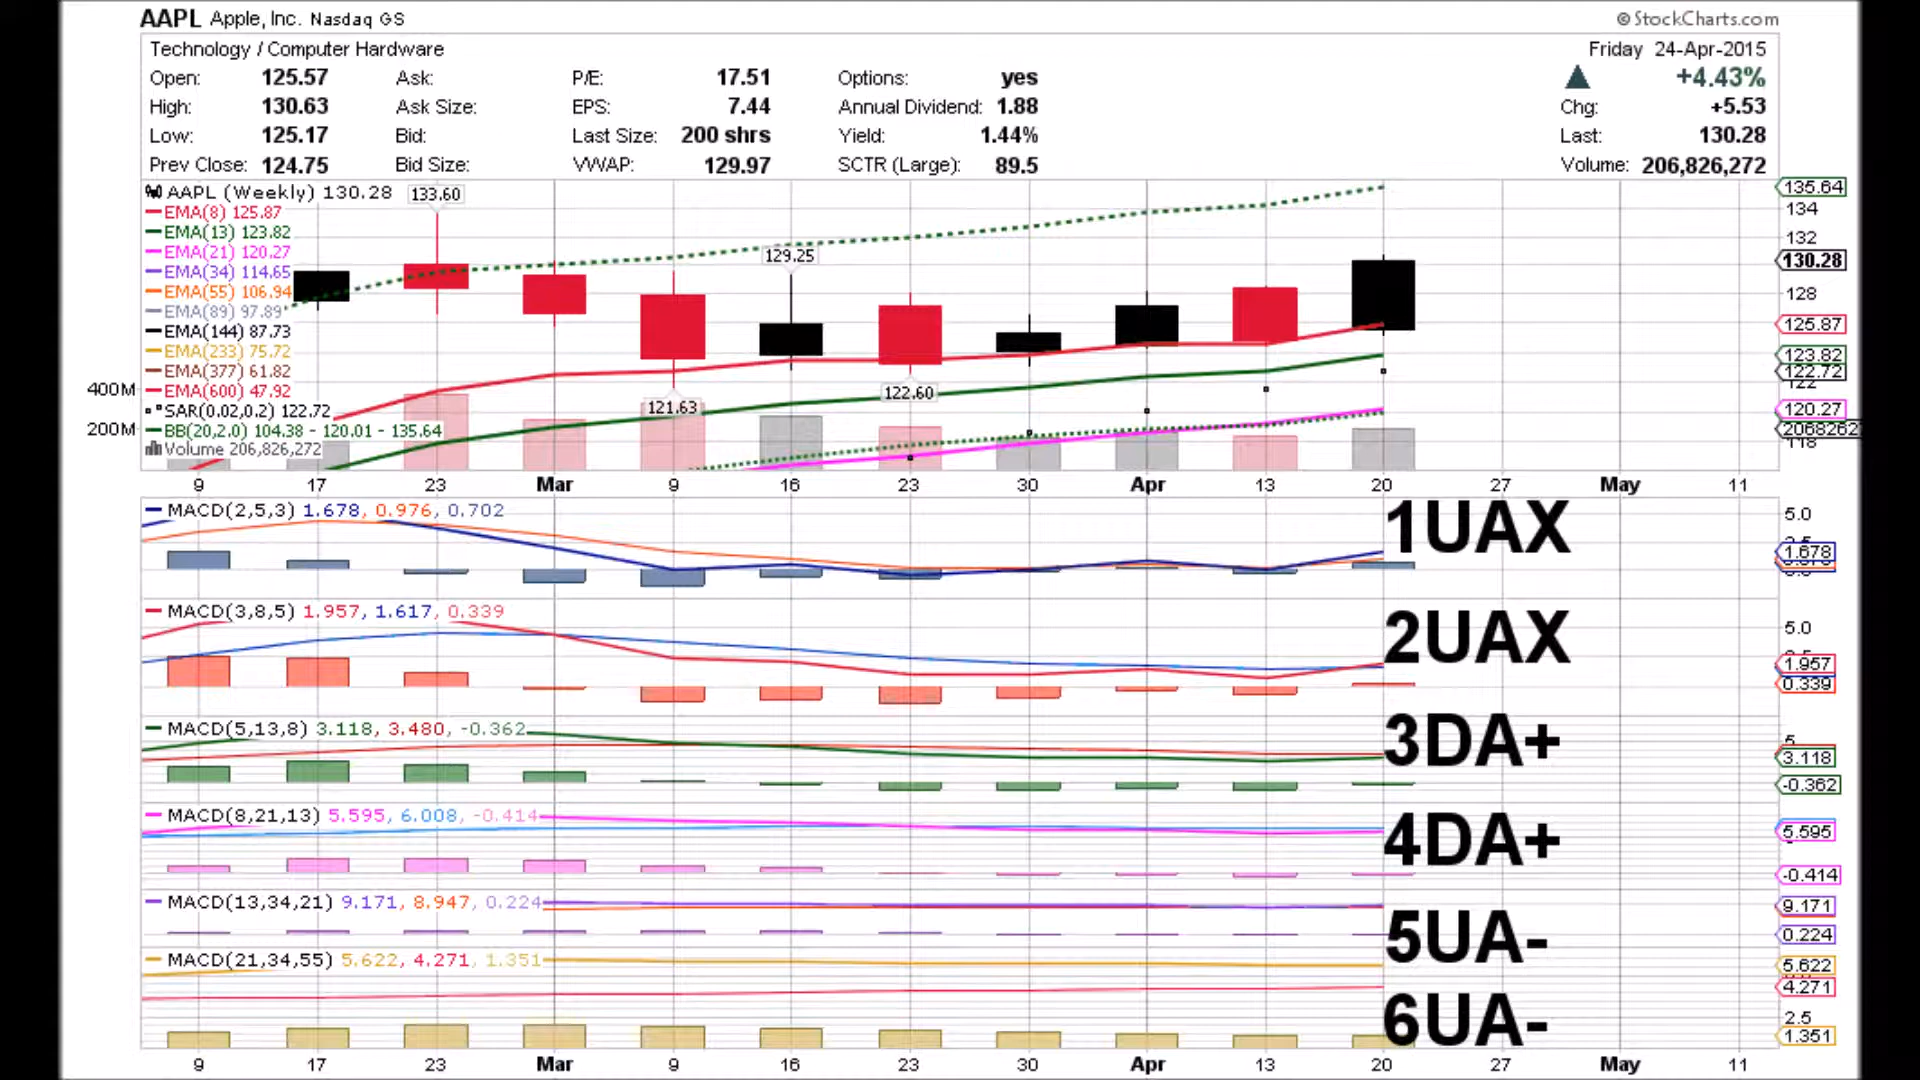 AAPL Apple, Inc. Nasdaq GS © StockCharts.com
Technology / Computer Hardware Friday 24-Apr-2015
Open: 125.57 Ask: P/E: 17.51 Options: yes +4.43%
High: 130.63 Ask Size: EPS: 7.44 Annual Dividend: 1.88 Chg: +5.53
Low: 125.17 Bid: Last Size: 200 shrs Yield: 1.44% Last: 130.28
Prev Close: 124.75 Bid Size: VWAP: 129.97 SCTR (Large): 89.5 Volume: 206,826,272
AAPL (Weekly) 130.28 133.60 135.64
EMA(8) 125.87 134
EMA(13) 123.82 132
EMA(21) 120.27 129.25 130.28
EMA(34) 114.65
EMA(55) 106.94 128
EMA(89) 97.89
EMA(144) 87.73 125.87
EMA(233) 75.72 123.82
EMA(377) 61.82 122.72
400M EMA(600) 47.92 122.60 122
SAR(0.02,0.2) 122.72 121.63 120.27
200M BB(20,2.0) 104.38 - 120.01 - 135.64 2068262
Volume 206,826,272 118
9 17 23 Mar 9 16 23 30 Apr 13 20 27 May 11
MACD(2,5,3) 1.678, 0.976, 0.702 1UAX 5.0
1.678
MACD(3,8,5) 1.957, 1.617, 0.339 2UAX 5.0
1.957
0.339
MACD(5,13,8) 3.118, 3.480, -0.362 3DA+ 5
3.118
-0.362
MACD(8,21,13) 5.595, 6.008, -0.414 4DA+
5.595
-0.414
MACD(13,34,21) 9.171, 8.947, 0.224 9.171
5UA- 0.224
MACD(21,34,55) 5.622, 4.271, 1.351 5.622
4.271
6UA- 2.5
1.351
9 17 23 Mar 9 16 23 30 Apr 13 20 27 May 11